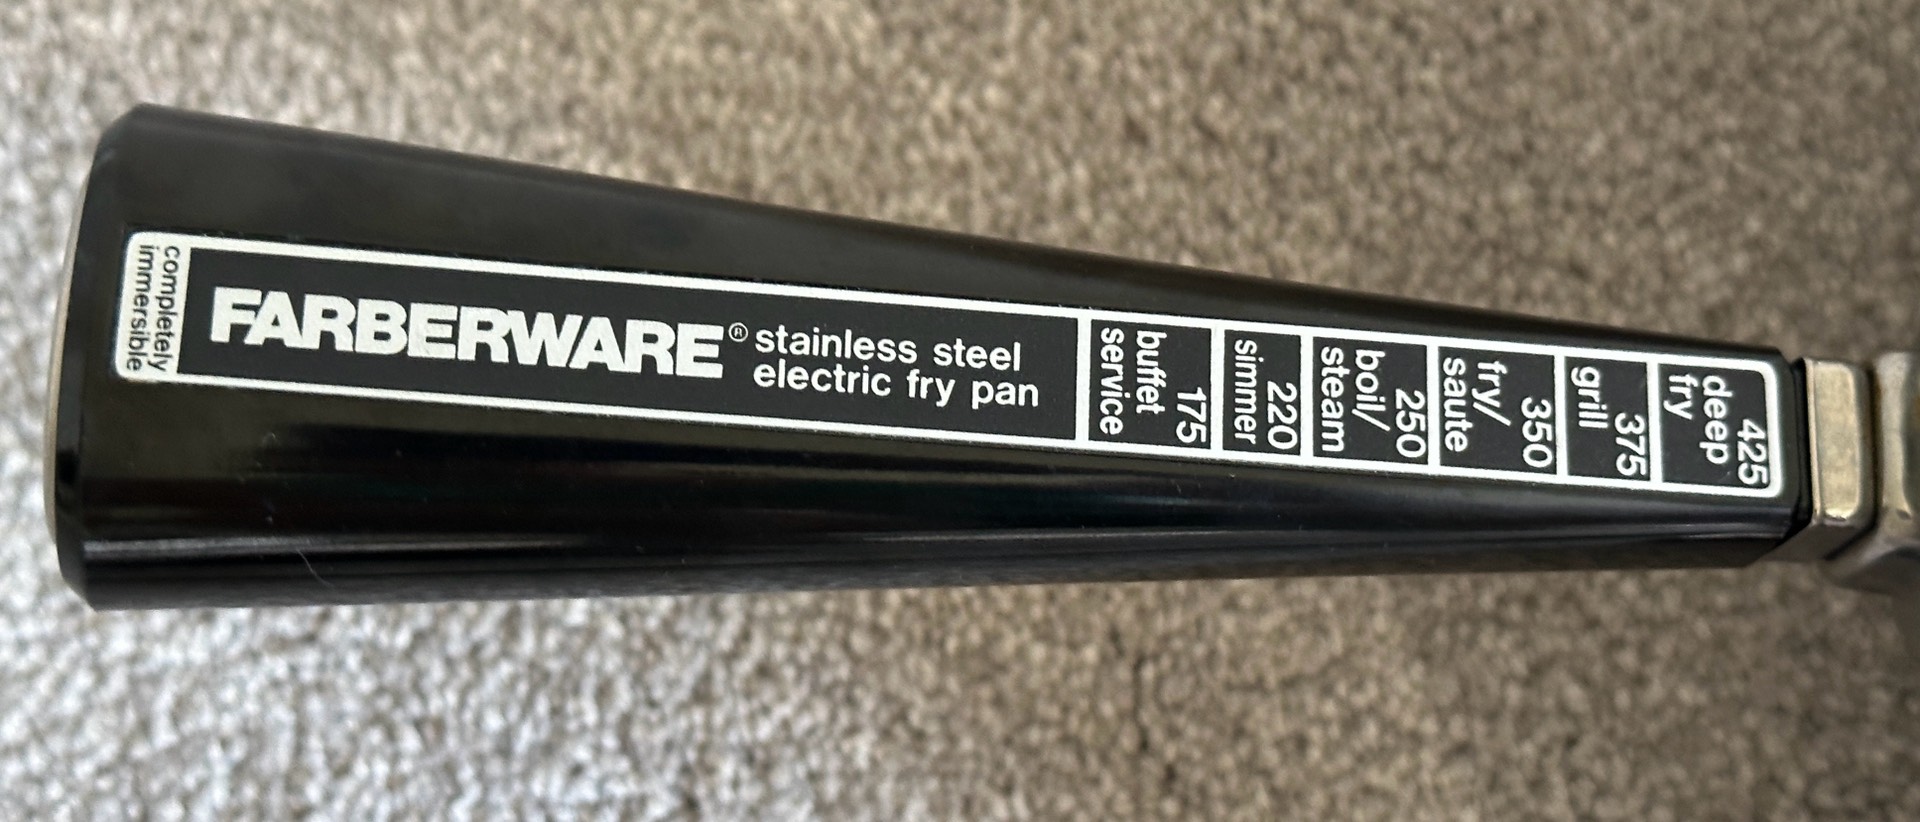 completely
immersible
FARBERWARE®
stainless steel
electric fry pan
175
buffet
service
220
simmer
250
boil/
steam
350
fry/
saute
375
grill
425
deep
fry